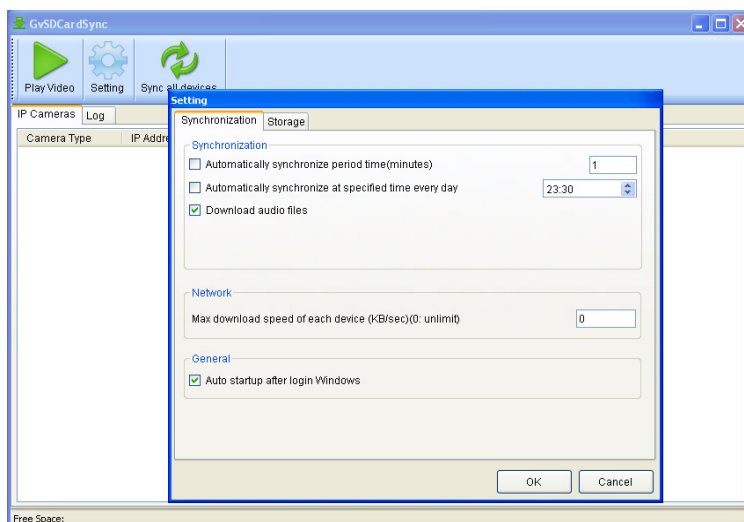 GvSDCardSync
Play Video Setting Sync all devices
IP Cameras Log
Camera Type IP Addre
Setting
Synchronization Storage
Synchronization
Automatically synchronize period time(minutes) 1
Automatically synchronize at specified time every day 23:30
Download audio files
Network
Max download speed of each device (KB/sec)(0: unlimit) 0
General
Auto startup after login Windows
OK Cancel
Free Space: